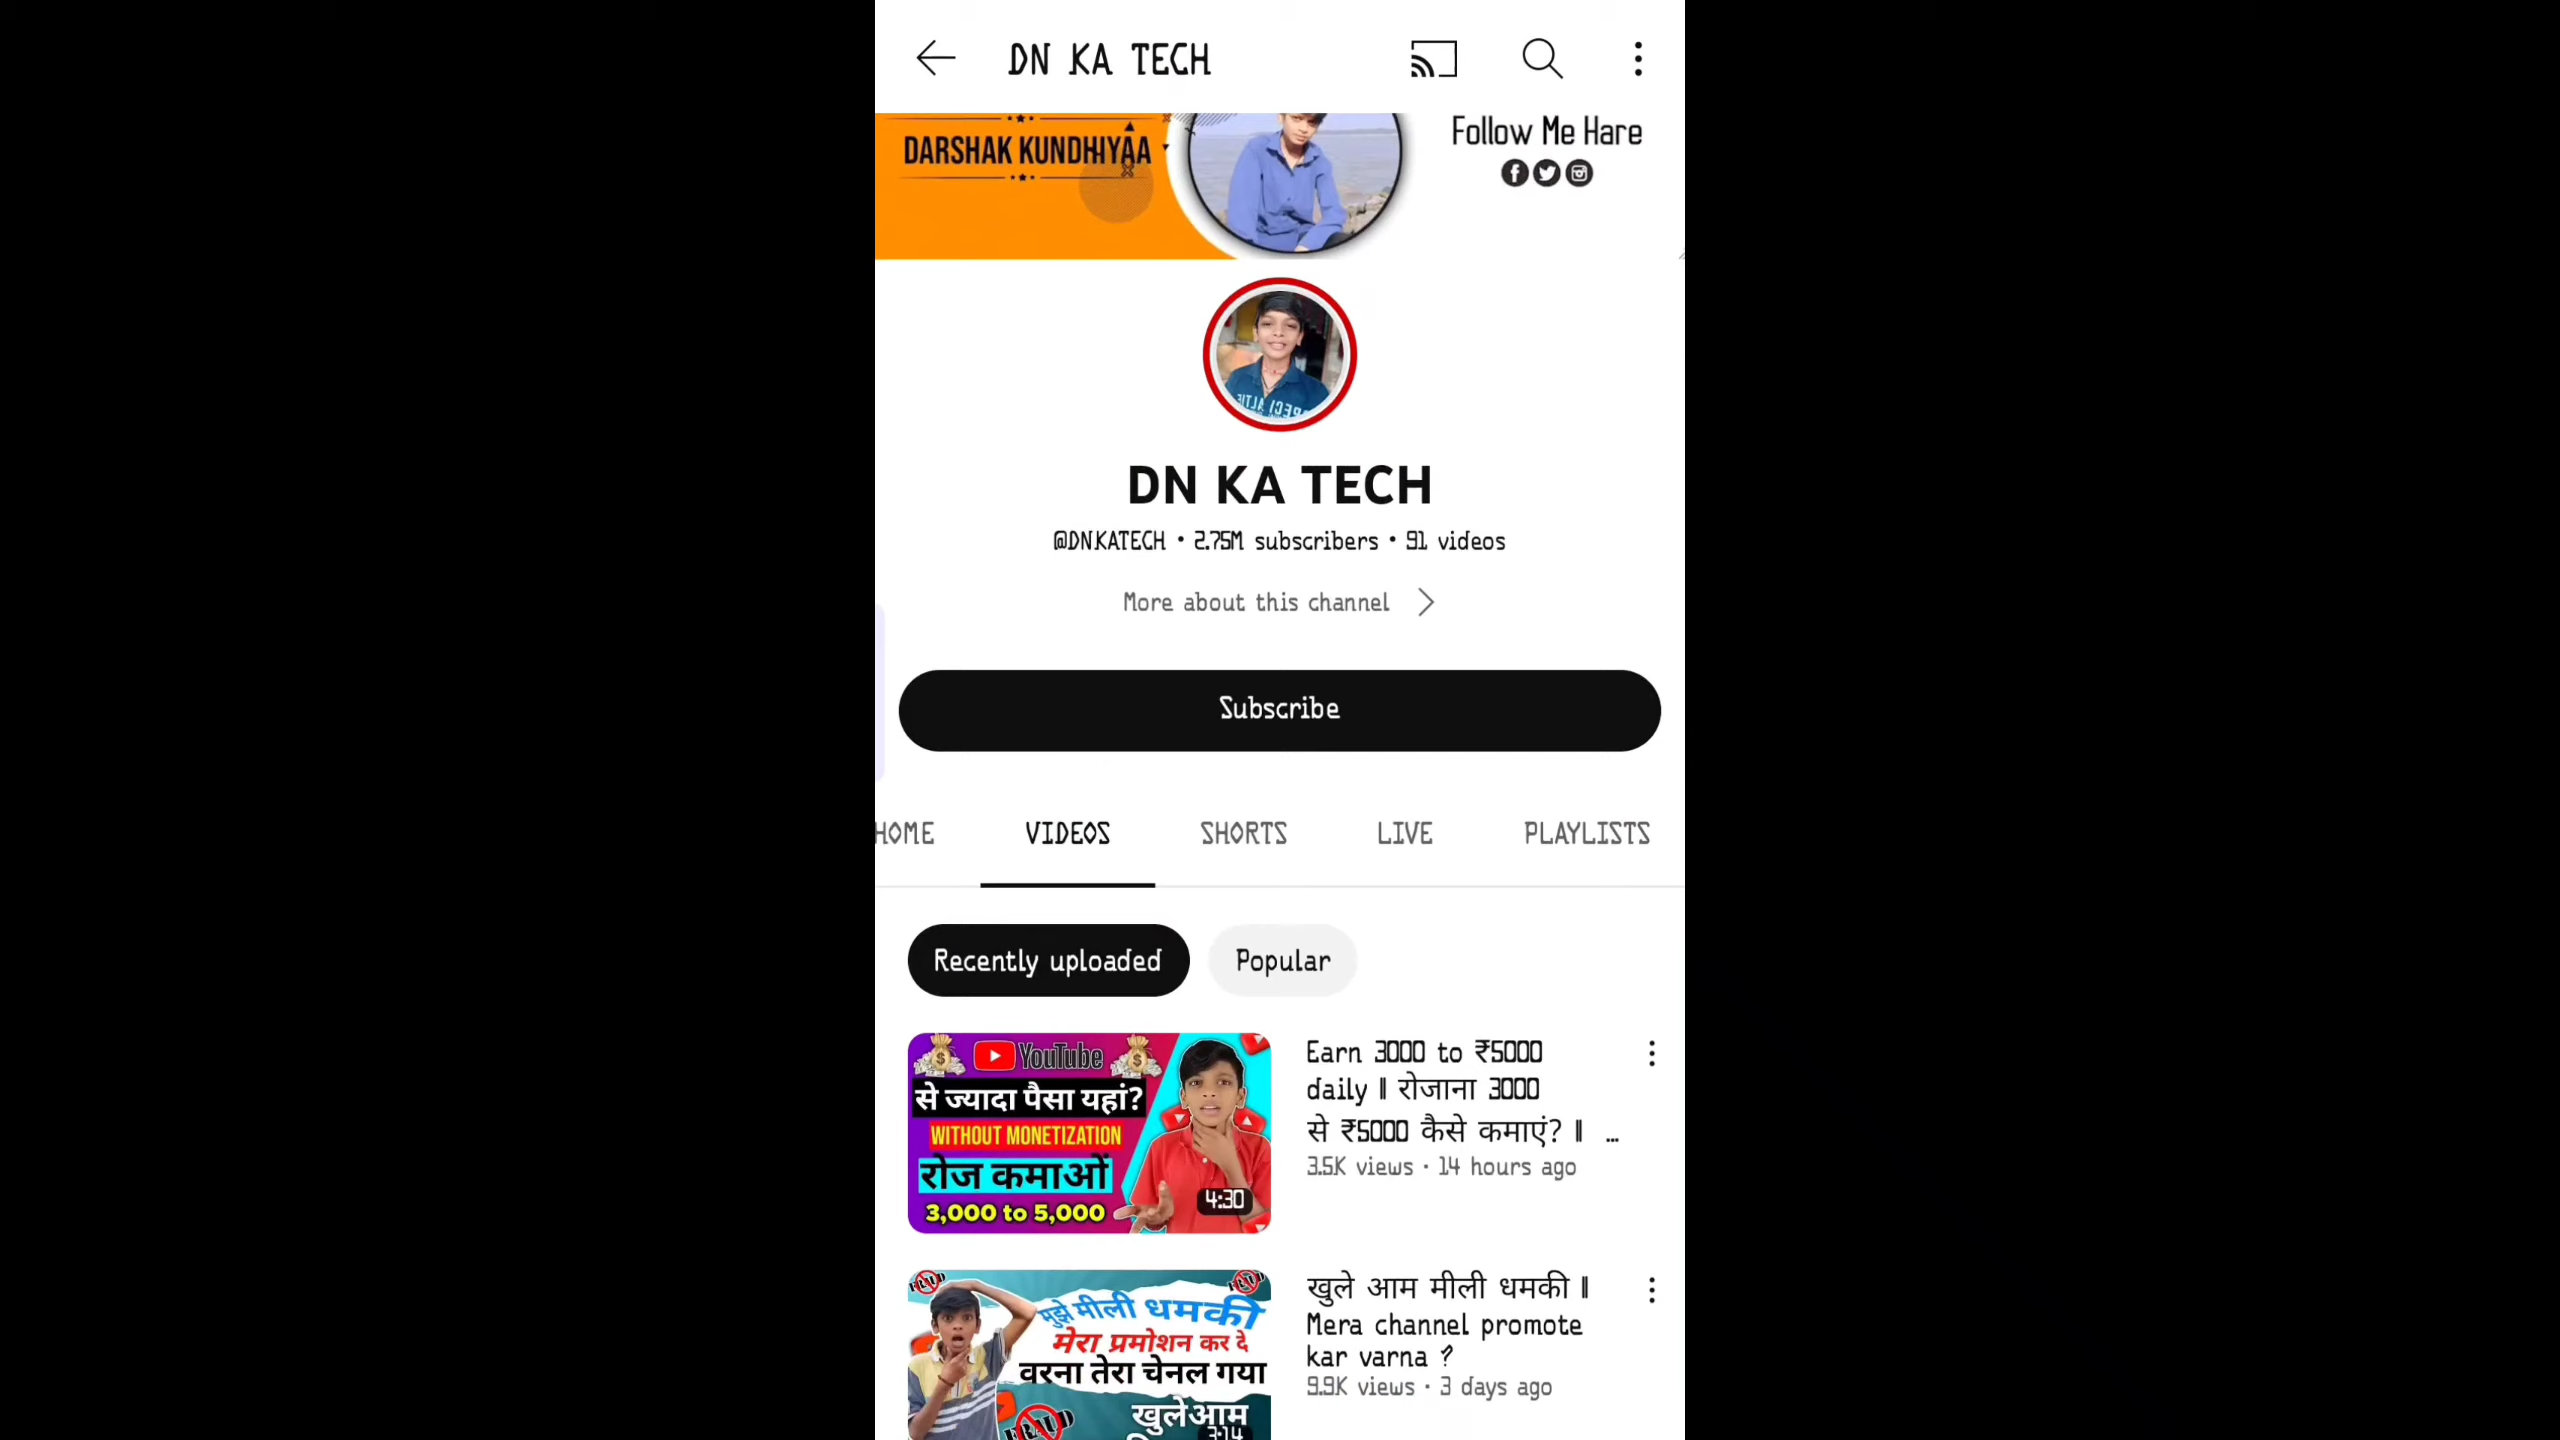 DN KA TECH
DARSHAK KUNDHIYAA
Follow Me Hare
DN KA TECH
@DNKATECH • 2.75M subscribers • 91 videos
More about this channel
Subscribe
HOME VIDEOS SHORTS LIVE PLAYLISTS
Recently uploaded Popular
YouTube
से ज्यादा पैसा यहां?
WITHOUT MONETIZATION
रोज कमाओं
3,000 to 5,000
4:30
Earn 3000 to ₹5000
daily || रोजाना 3000
से ₹5000 कैसे कमाएं? || ...
3.5K views · 14 hours ago
मुझे मीली धमकी
मेरा प्रमोशन कर दे
वरना तेरा चेनल गया
खुलेआम
FRAUD
3:14
खुले आम मीली धमकी ||
Mera channel promote
kar varna ?
9.9K views · 3 days ago